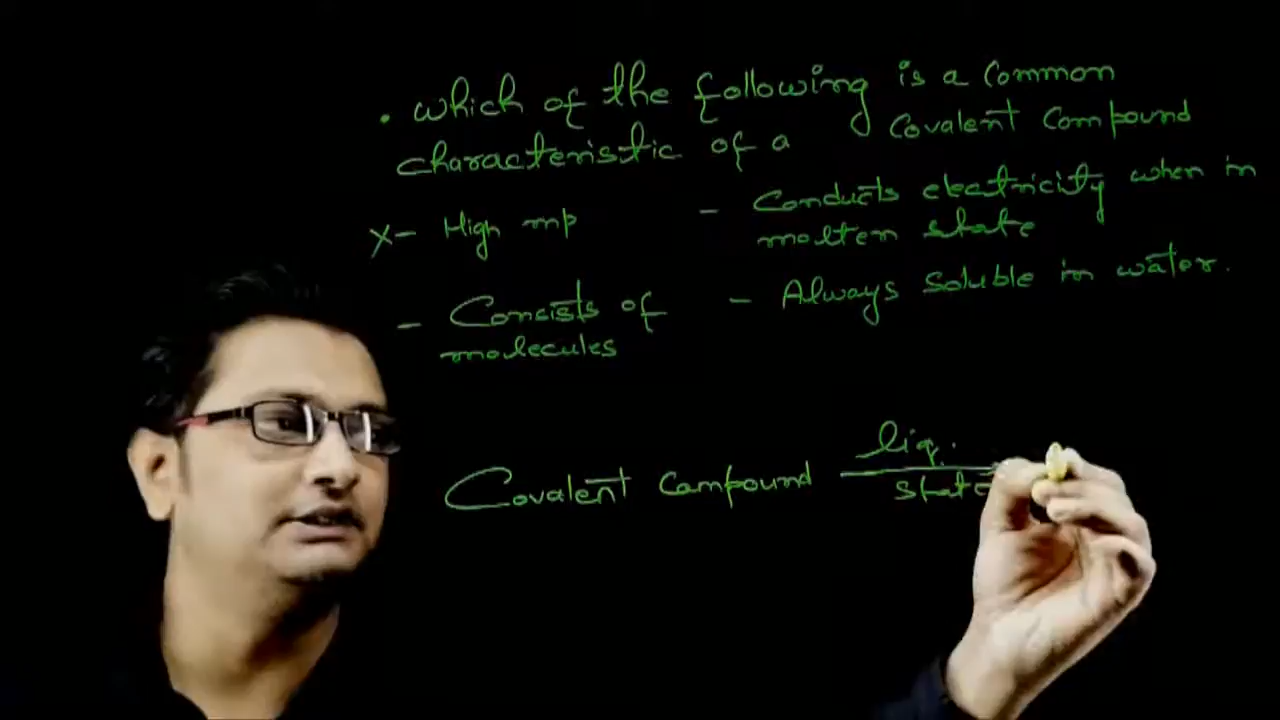 . which of the following is a common
characteristic of a covalent compound
x- High mp
- Conducts electricity when in
molten state
- Consists of
molecules
- Always soluble in water.
Covalent compound liq.
state